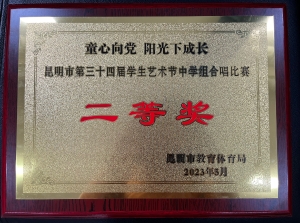 童心向党 阳光下成长
昆明市第三十四届学生艺术节中学组合唱比赛
二等奖
昆明市教育体育局
2023年5月